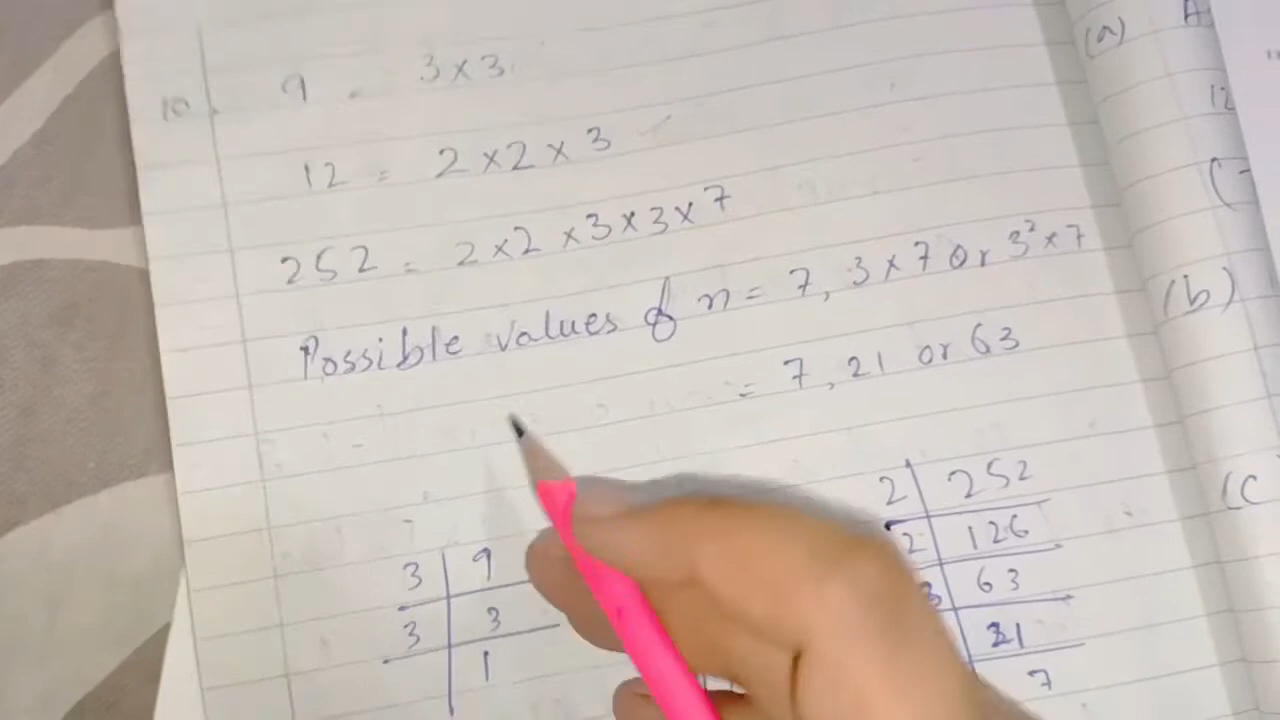 10. 9 = 3 × 3
12 = 2 × 2 × 3
252 = 2 × 2 × 3 × 3 × 7
Possible values of n = 7, 3 × 7 or 3² × 7
= 7, 21 or 63
3 | 9
3 | 3
1
2 | 252
2 | 126
3 | 63
21
7
(a)
12
(b)
(c